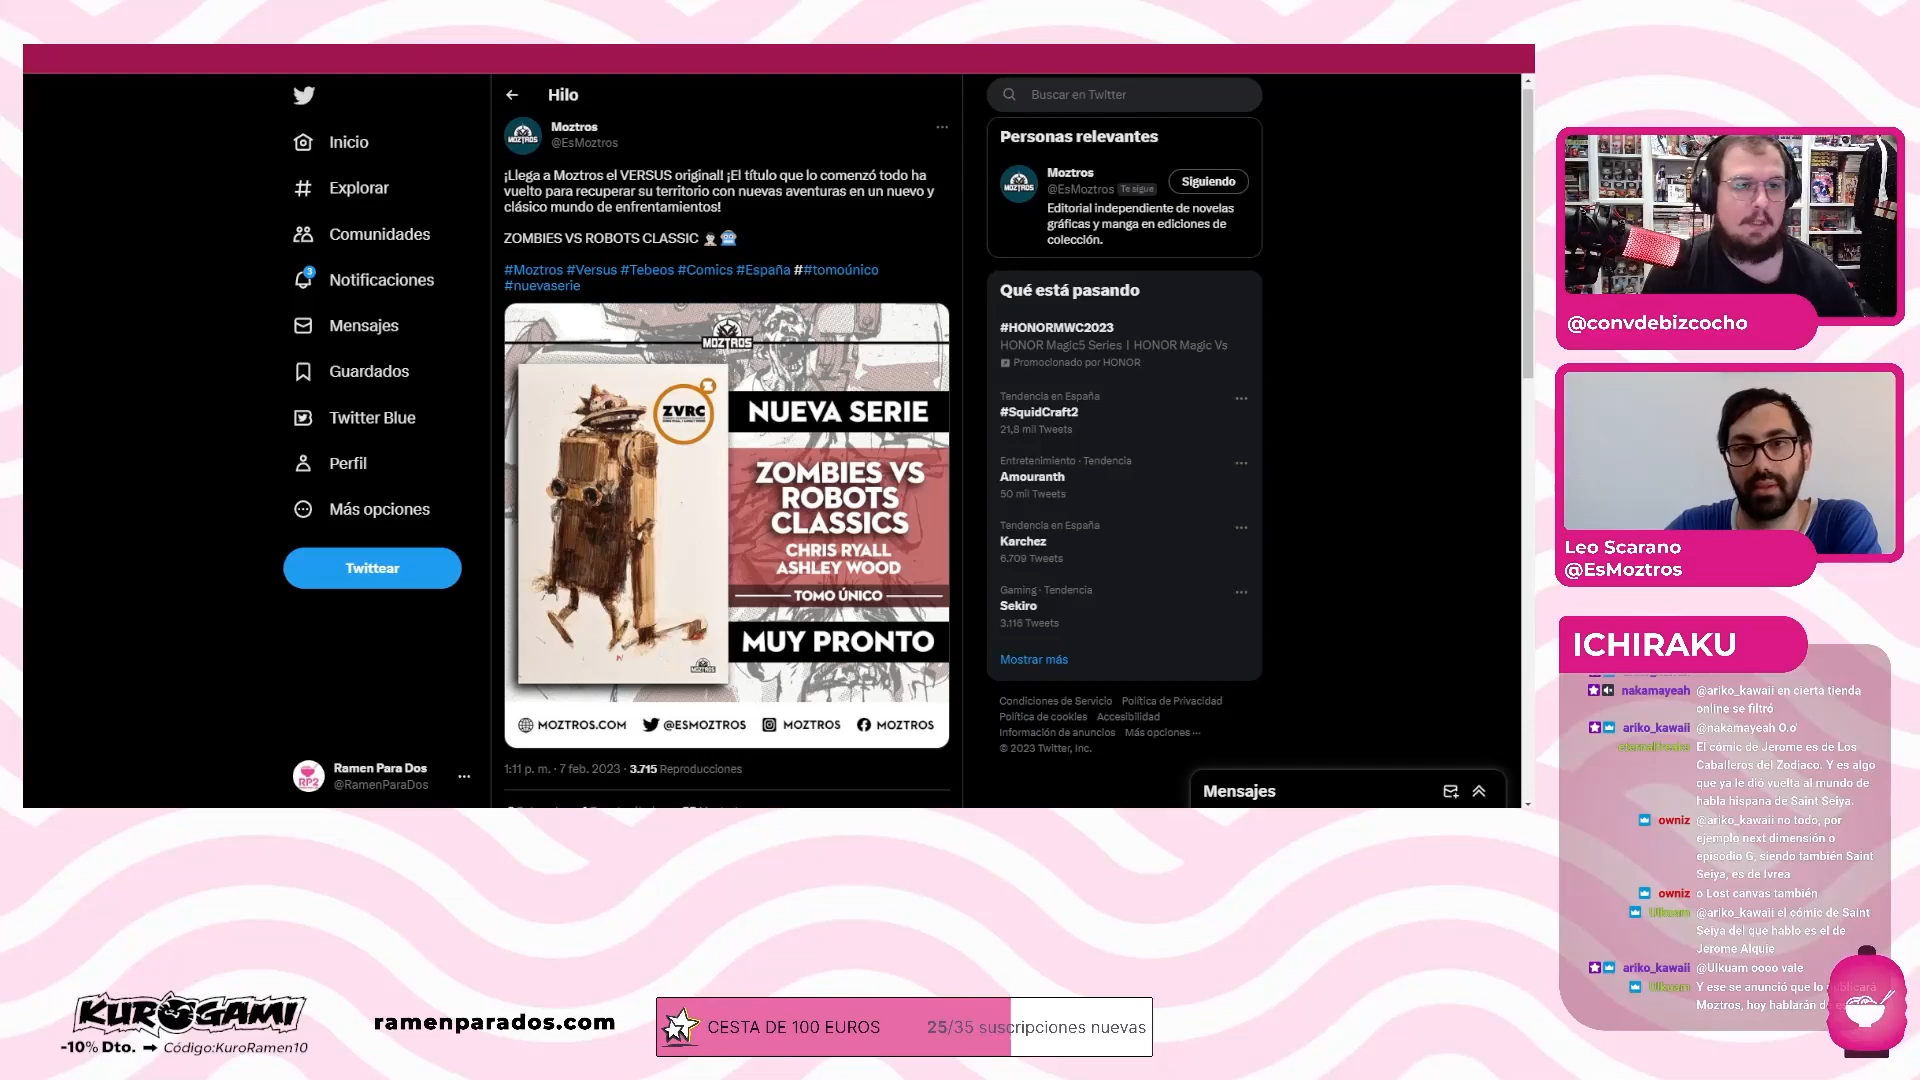 Hilo
Buscar en Twitter
Inicio
Explorar
Comunidades
3
Notificaciones
Mensajes
Guardados
Twitter Blue
Perfil
Más opciones
Twittear
Ramen Para Dos
@RamenParaDos
Moztros
@EsMoztros
¡Llega a Moztros el VERSUS original! ¡El título que lo comenzó todo ha
vuelto para recuperar su territorio con nuevas aventuras en un nuevo y
clásico mundo de enfrentamientos!
ZOMBIES VS ROBOTS CLASSIC
#Moztros #Versus #Tebeos #Comics #España ##tomoúnico
#nuevaserie
MOZTROS
ZVRC
NUEVA SERIE
ZOMBIES VS
ROBOTS
CLASSICS
CHRIS RYALL
ASHLEY WOOD
TOMO ÚNICO
MUY PRONTO
MOZTROS.COM
@ESMOZTROS
MOZTROS
MOZTROS
1:11 p. m. · 7 feb. 2023 · 3.715 Reproducciones
Personas relevantes
Moztros
@EsMoztros Te sigue
Siguiendo
Editorial independiente de novelas
gráficas y manga en ediciones de
colección.
Qué está pasando
#HONORMWC2023
HONOR Magic5 Series | HONOR Magic Vs
Promocionado por HONOR
Tendencia en España
#SquidCraft2
21,8 mil Tweets
Entretenimiento · Tendencia
Amouranth
50 mil Tweets
Tendencia en España
Karchez
6.709 Tweets
Gaming · Tendencia
Sekiro
3.116 Tweets
Mostrar más
Condiciones de Servicio Política de Privacidad
Política de cookies Accesibilidad
Información de anuncios Más opciones ···
© 2023 Twitter, Inc.
Mensajes
@convdebizcocho
Leo Scarano
@EsMoztros
ICHIRAKU
nakamayeah @ariko_kawaii en cierta tienda
online se filtró
ariko_kawaii @nakamayeah O.o'
El cómic de Jerome es de Los
Caballeros del Zodiaco. Y es algo
que ya le dió vuelta al mundo de
habla hispana de Saint Seiya.
owniz @ariko_kawaii no todo, por
ejemplo next dimensión o
episodio G, siendo también Saint
Seiya, es de Ivrea
owniz o Lost canvas también
Ulkuam @ariko_kawaii el cómic de Saint
Seiya del que hablo es el de
Jerome Alquie
ariko_kawaii @Ulkuam oooo vale
Ulkuam Y ese se anunció que lo
Moztros, hoy hablarán
KUROGAMI
-10% Dto. ➞ Código:KuroRamen10
ramenparados.com
CESTA DE 100 EUROS
25/35 suscripciones nuevas